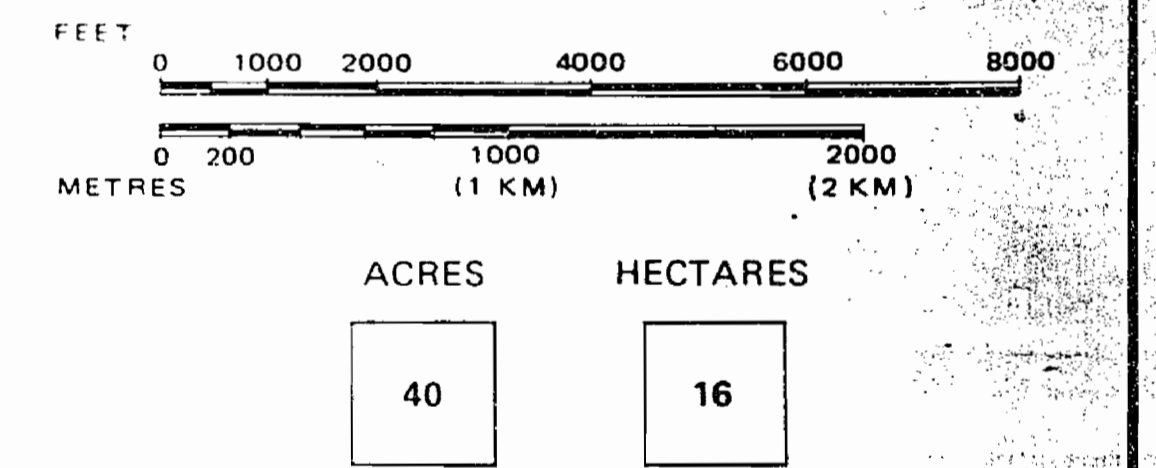 FEET
0 1000 2000 4000 6000 8000
0 200 1000 2000
METRES (1 KM) (2 KM)
ACRES HECTARES
40 16